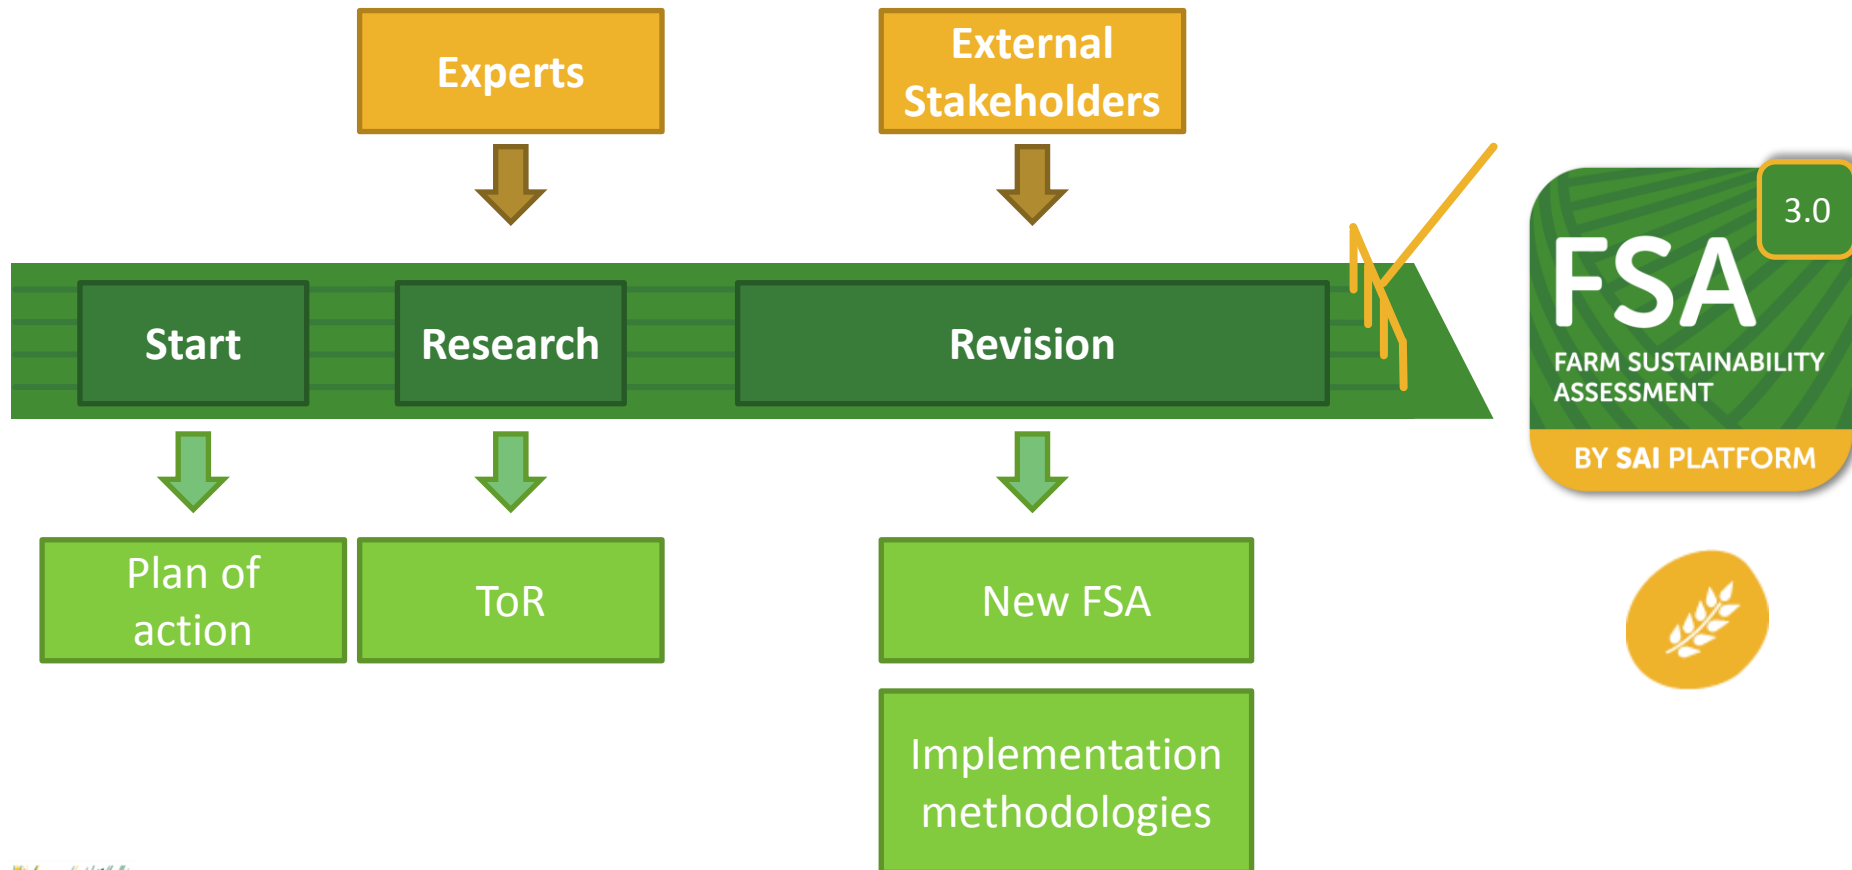 Experts
External
Stakeholders
3.0
FSA
FARM SUSTAINABILITY
ASSESSMENT
BY SAI PLATFORM
Start
Research
Revision
Plan of
action
ToR
New FSA
Implementation
methodologies